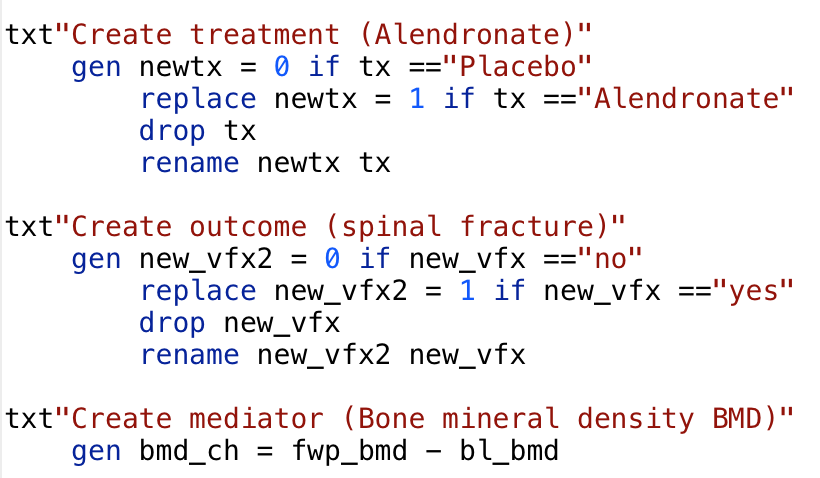 txt"Create treatment (Alendronate)"
gen newtx = 0 if tx =="Placebo"
replace newtx = 1 if tx =="Alendronate"
drop tx
rename newtx tx
txt"Create outcome (spinal fracture)"
gen new_vfx2 = 0 if new_vfx =="no"
replace new_vfx2 = 1 if new_vfx =="yes"
drop new_vfx
rename new_vfx2 new_vfx
txt"Create mediator (Bone mineral density BMD)"
gen bmd_ch = fwp_bmd - bl_bmd